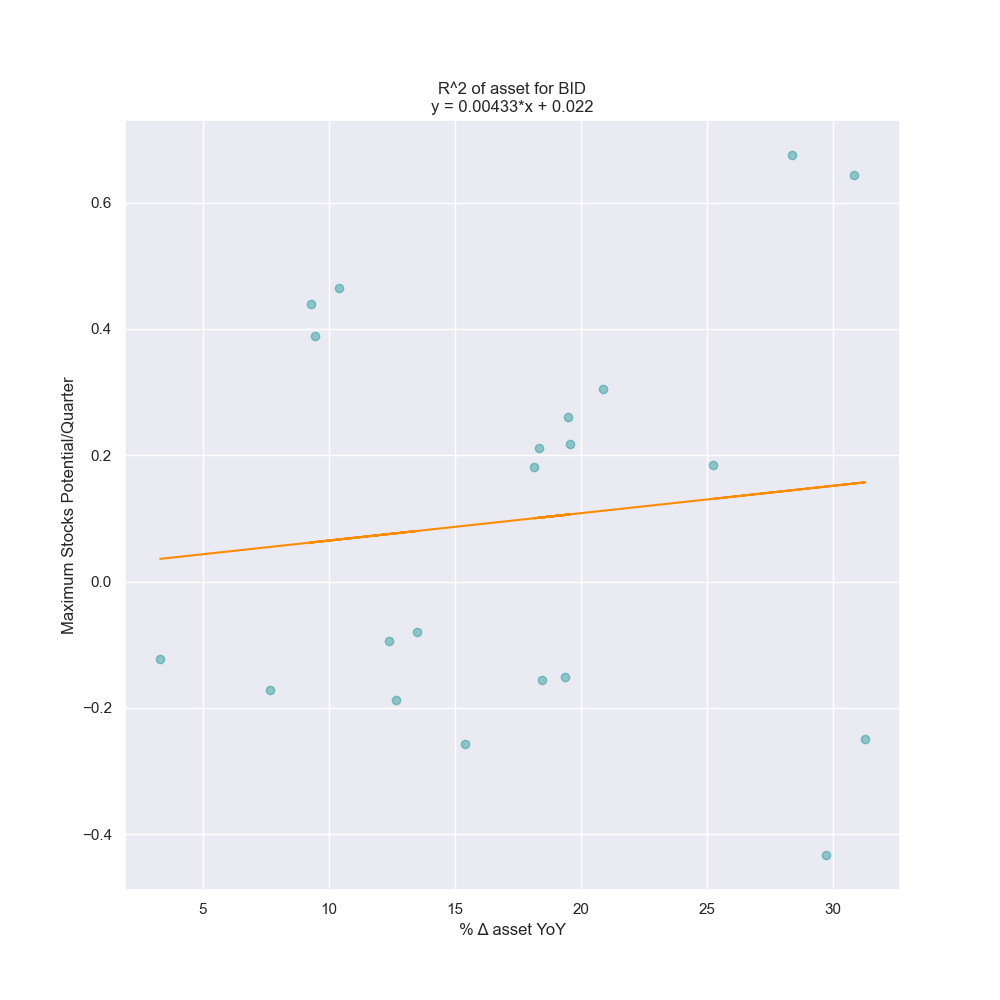 R^2 of asset for BID
y = 0.00433*x + 0.022
Maximum Stocks Potential/Quarter
0.6
0.4
0.2
0.0
−0.2
−0.4
5 10 15 20 25 30
% Δ asset YoY